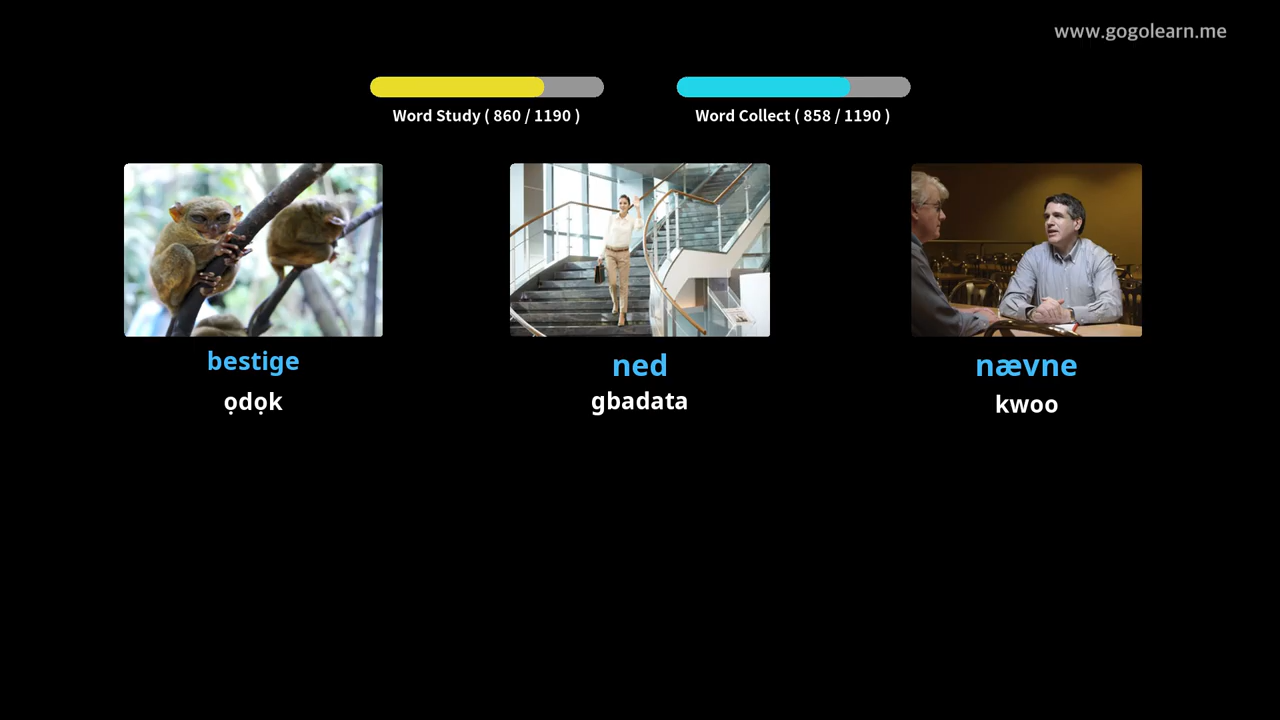 www.gogolearn.me
Word Study ( 860 / 1190 )
Word Collect ( 858 / 1190 )
bestige
ọdọk
ned
gbadata
nævne
kwoo